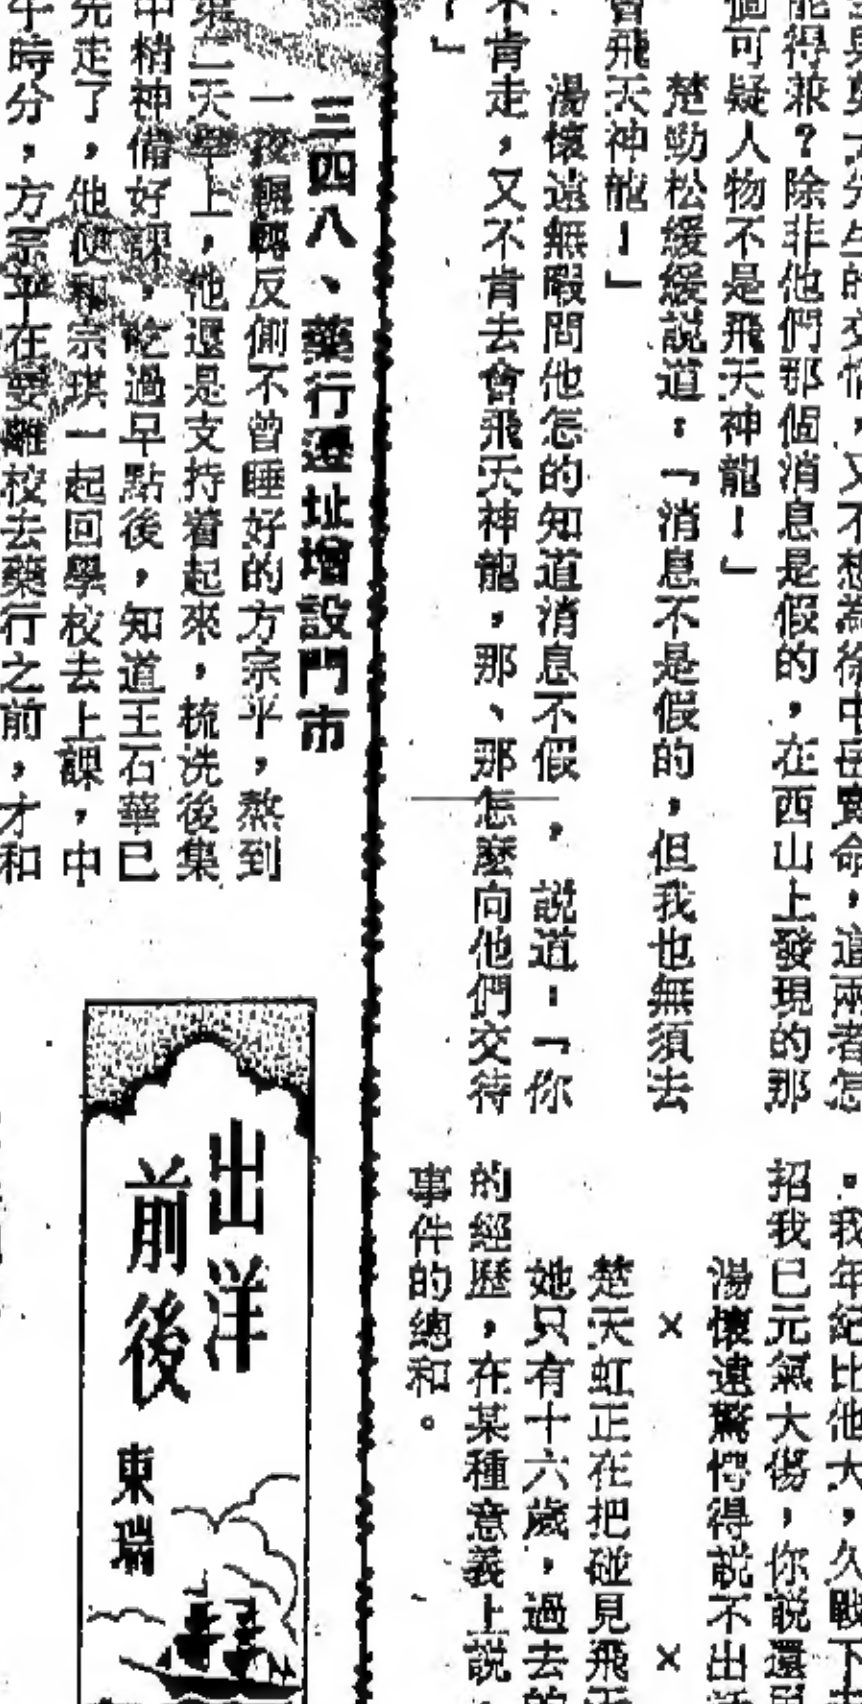 能得兼？除非他們那個消息是假的，在西山上發現的那
個可疑人物不是飛天神龍！」
楚勁松緩緩説道：「消息不是假的，但我也無須去
會飛天神龍！」
湯懷遠無暇問他怎的知道消息不假，説道：「你
不肯走，又不肯去會飛天神龍，那、那怎麽向他們交待
？」
。我年紀比他大，久戰下
招我已元氣大傷，你説還
湯懷遠驚愕得説不出
×　×
楚天虹正在把碰見飛
她只有十六歲，過去的
的經歷，在某種意義上説，
事件的總和。
三四八、藥行遷址增設門市
一夜輾轉反側不曾睡好的方宗平，熬到
第二天早上，他還是支持着起來，梳洗後集
中精神備好課，吃過早點後，知道王石華已
先走了，他便和宗琪一起回學校去上課，中
午時分，方宗平在要離校去藥行之前，才和
出洋
前後
東瑞